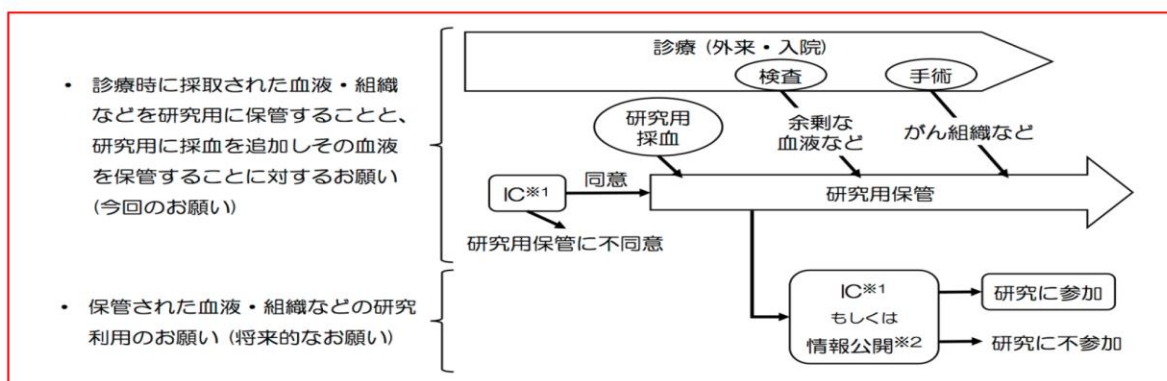 ・ 診療時に採取された血液・組織
などを研究用に保管することと、
研究用に採血を追加しその血液
を保管することに対するお願い
(今回のお願い)
・ 保管された血液・組織などの研究
利用のお願い (将来的なお願い)
診療 (外来・入院)
検査
手術
研究用
採血
余剰な
血液など
がん組織など
IC※1
同意
研究用保管
研究用保管に不同意
IC※1
もしくは
情報公開※2
研究に参加
研究に不参加